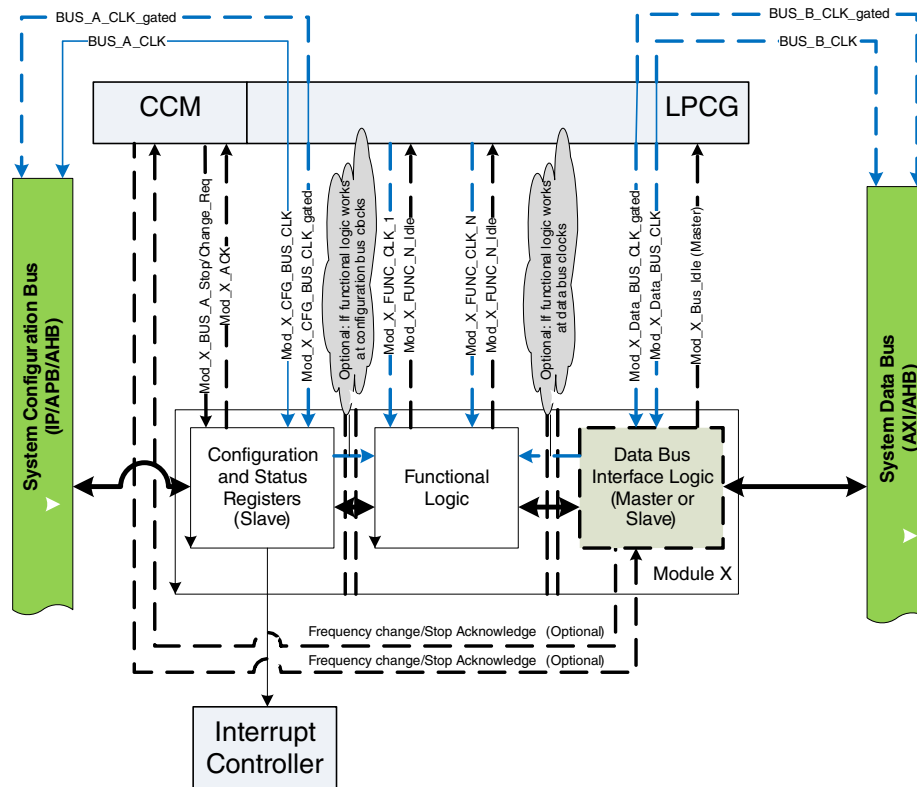 BUS_A_CLK_gated
BUS_A_CLK
BUS_B_CLK_gated
BUS_B_CLK
CCM
LPCG
System Configuration Bus
(IP/APB/AHB)
Mod_X_BUS_A_Stop/Change_Req
Mod_X_ACK
Mod_X_CFG_BUS_CLK
Mod_X_CFG_BUS_CLK_gated
Optional: If functional logic works
at configuration bus clocks
Mod_X_FUNC_CLK_1
Mod_X_FUNC_N_Idle
Mod_X_FUNC_CLK_N
Mod_X_FUNC_N_Idle
Optional: If functional logic works
at data bus clocks
Mod_X_Data_BUS_CLK_gated
Mod_X_Data_BUS_CLK
Mod_X_Bus_Idle (Master)
System Data Bus
(AXI/AHB)
Configuration
and Status
Registers
(Slave)
Functional
Logic
Data Bus
Interface Logic
(Master or
Slave)
Module X
Frequency change/Stop Acknowledge (Optional)
Frequency change/Stop Acknowledge (Optional)
Interrupt
Controller